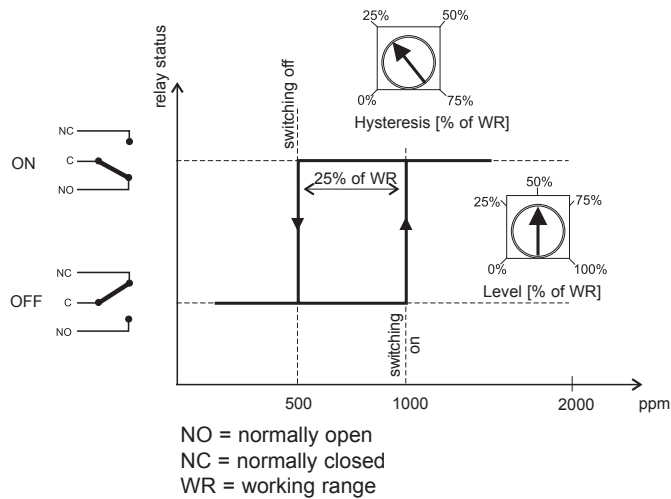 25% 50%
0% 75%
Hysteresis [% of WR]
relay status
switching off
NC
ON C
NO
25% of WR
50%
25% 75%
0% 100%
Level [% of WR]
NC
OFF C
NO
switching
on
500 1000 2000 ppm
NO = normally open
NC = normally closed
WR = working range